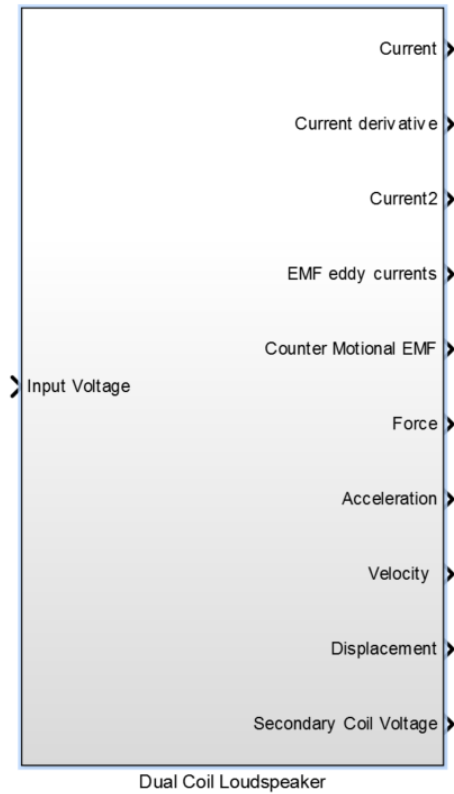 Current
Current derivative
Current2
EMF eddy currents
Counter Motional EMF
Input Voltage
Force
Acceleration
Velocity
Displacement
Secondary Coil Voltage
Dual Coil Loudspeaker